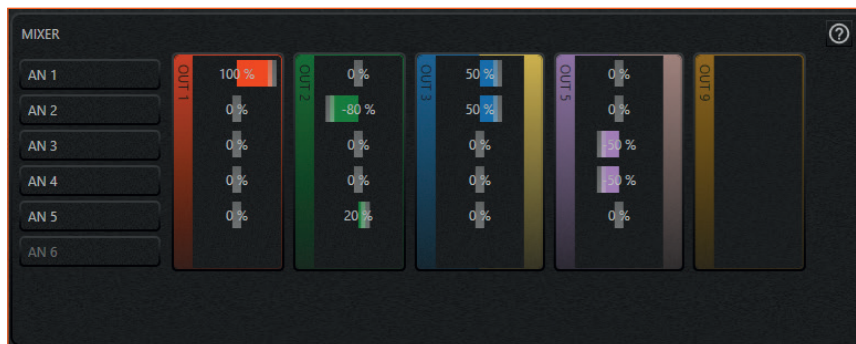 MIXER
?
OUT 1 OUT 2 OUT 3 OUT 5 OUT 9
AN 1 100 % 0 % 50 % 0 %
AN 2 0 % -80 % 50 % 0 %
AN 3 0 % 0 % 0 % -50 %
AN 4 0 % 0 % 0 % -50 %
AN 5 0 % 20 % 0 % 0 %
AN 6